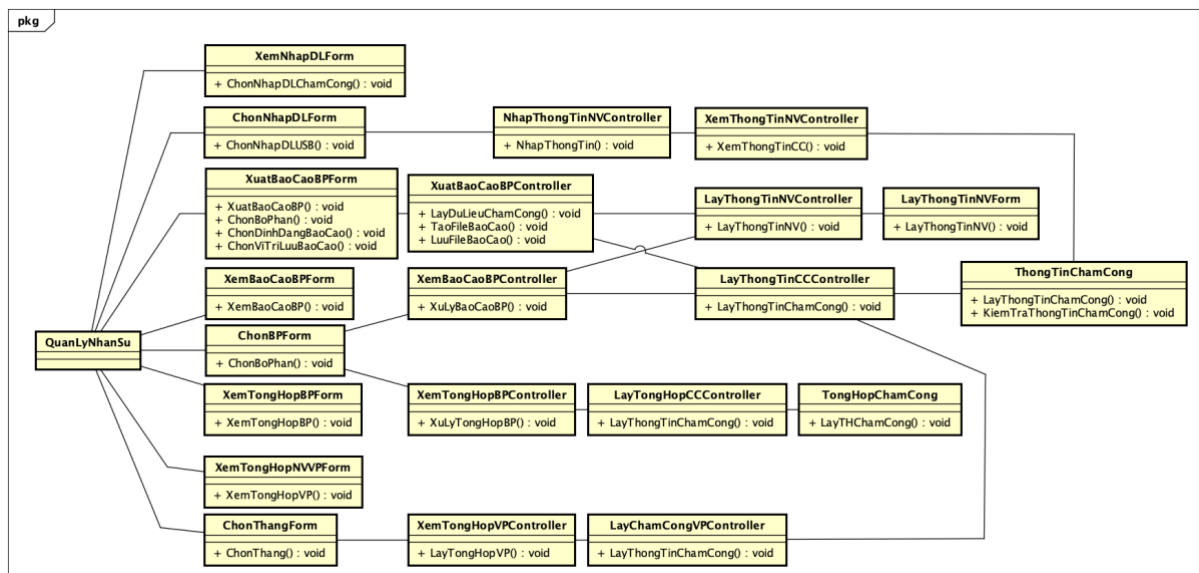 pkg
XemNhapDLForm
+ ChonNhapDLChamCong() : void
ChonNhapDLForm
+ ChonNhapDLUSB() : void
NhapThongTinNVController
+ NhapThongTin() : void
XemThongTinNVController
+ XemThongTinCC() : void
XuatBaoCaoBPForm
+ XuatBaoCaoBP() : void
+ ChonBoPhan() : void
+ ChonDinhDangBaoCao() : void
+ ChonViTriLuuBaoCao() : void
XuatBaoCaoBPController
+ LayDuLieuChamCong() : void
+ TaoFileBaoCao() : void
+ LuuFileBaoCao() : void
LayThongTinNVController
+ LayThongTinNV() : void
LayThongTinNVForm
+ LayThongTinNV() : void
XemBaoCaoBPForm
+ XemBaoCaoBP() : void
XemBaoCaoBPController
+ XuLyBaoCaoBP() : void
LayThongTinCCController
+ LayThongTinChamCong() : void
ThongTinChamCong
+ LayThongTinChamCong() : void
+ KiemTraThongTinChamCong() : void
QuanLyNhanSu
ChonBPForm
+ ChonBoPhan() : void
XemTongHopBPForm
+ XemTongHopBP() : void
XemTongHopBPController
+ XuLyTongHopBP() : void
LayTongHopCCController
+ LayThongTinChamCong() : void
TongHopChamCong
+ LayTHChamCong() : void
XemTongHopNVVPForm
+ XemTongHopVP() : void
ChonThangForm
+ ChonThang() : void
XemTongHopVPController
+ LayTongHopVP() : void
LayChamCongVPController
+ LayThongTinChamCong() : void